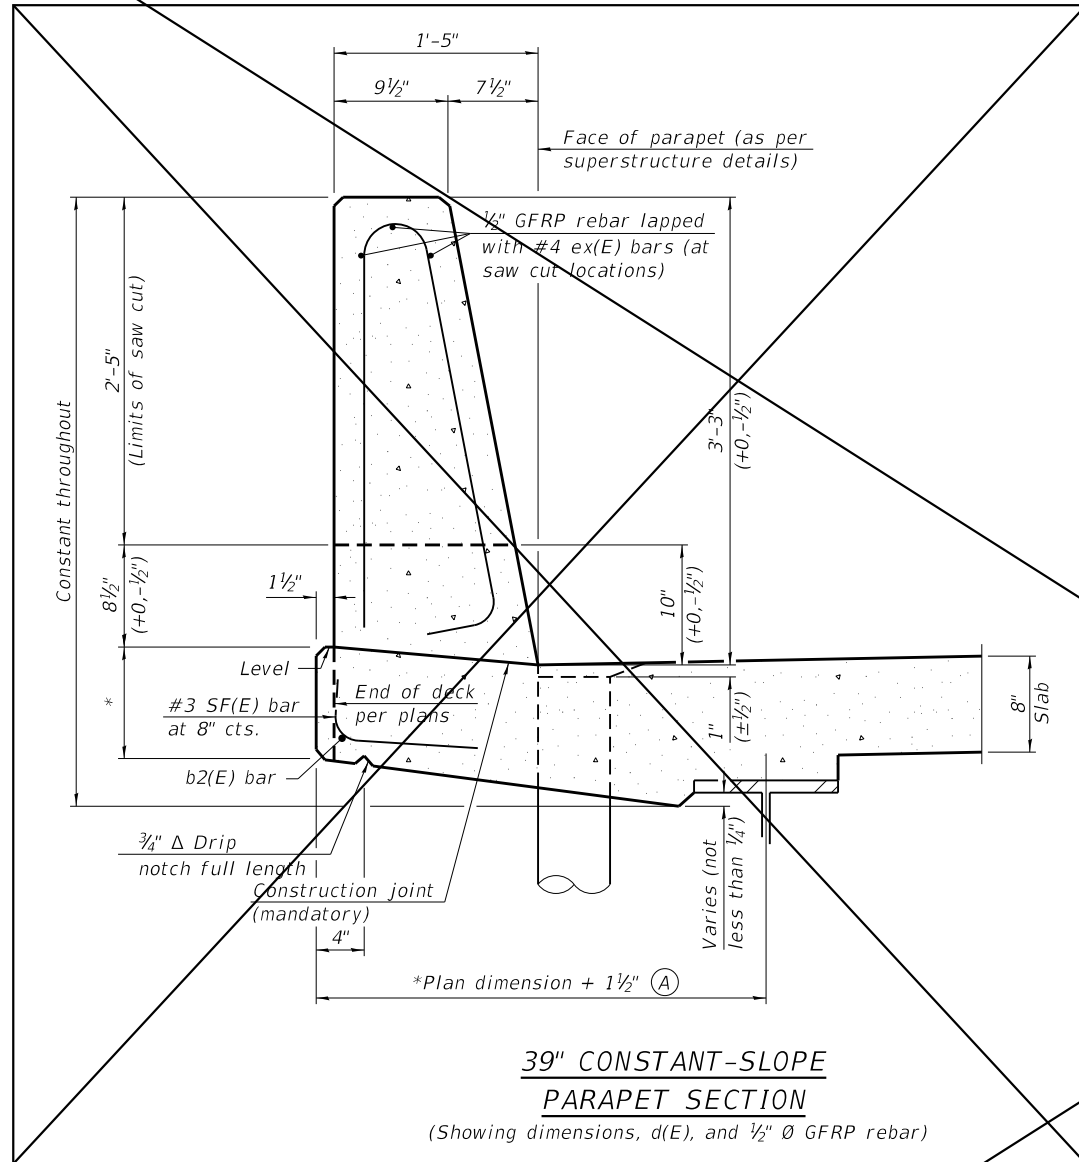 1'-5"
9½"
7½"
Face of parapet (as per
superstructure details)
½" GFRP rebar lapped
with #4 ex(E) bars (at
saw cut locations)
Constant throughout
2'-5"
(Limits of saw cut)
3'-3"
(+0,-½")
8½"
(+0,-½")
1½"
10"
(+0,-½")
Level
*
#3 SF(E) bar
at 8" cts.
End of deck
per plans
1"
(±½")
8"
Slab
b2(E) bar
¾" Δ Drip
notch full length
Construction joint
(mandatory)
Varies (not
less than ¼")
4"
*Plan dimension + 1½" A
39" CONSTANT-SLOPE
PARAPET SECTION
(Showing dimensions, d(E), and ½" Ø GFRP rebar)